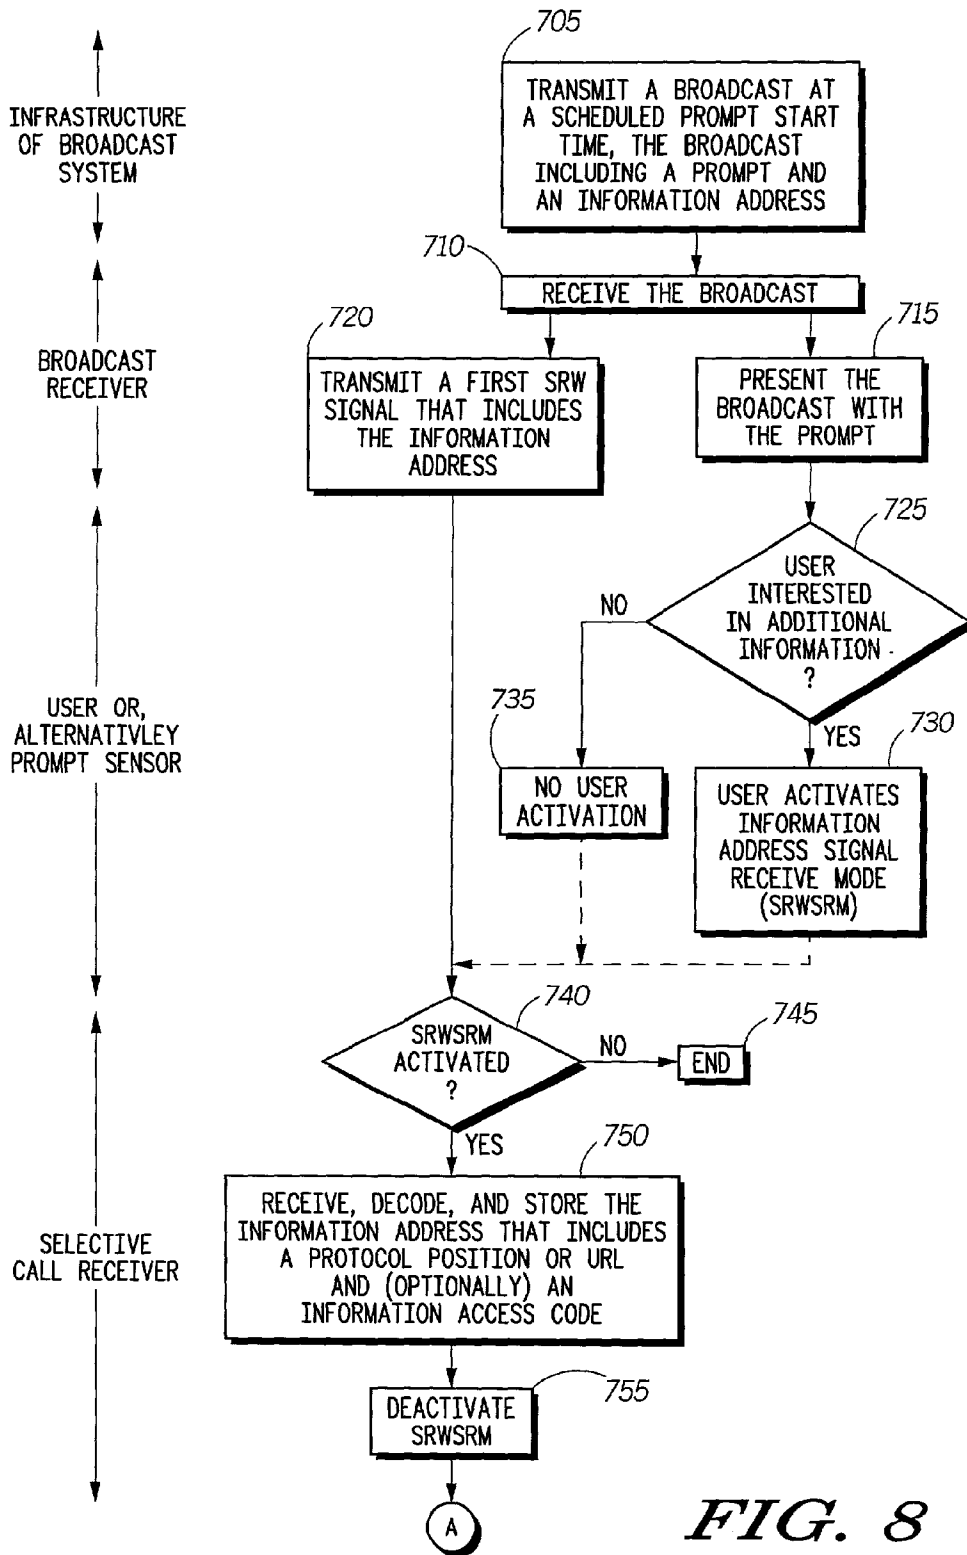 705
TRANSMIT A BROADCAST AT
A SCHEDULED PROMPT START
TIME, THE BROADCAST
INCLUDING A PROMPT AND
AN INFORMATION ADDRESS
INFRASTRUCTURE
OF BROADCAST
SYSTEM
710
RECEIVE THE BROADCAST
720
TRANSMIT A FIRST SRW
SIGNAL THAT INCLUDES
THE INFORMATION
ADDRESS
715
PRESENT THE
BROADCAST WITH
THE PROMPT
BROADCAST
RECEIVER
725
USER
INTERESTED
IN ADDITIONAL
INFORMATION
?
NO
YES
735
NO USER
ACTIVATION
730
USER ACTIVATES
INFORMATION
ADDRESS SIGNAL
RECEIVE MODE
(SRWSRM)
USER OR,
ALTERNATIVLEY
PROMPT SENSOR
740
SRWSRM
ACTIVATED
?
NO
745
END
YES
750
RECEIVE, DECODE, AND STORE THE
INFORMATION ADDRESS THAT INCLUDES
A PROTOCOL POSITION OR URL
AND (OPTIONALLY) AN
INFORMATION ACCESS CODE
SELECTIVE
CALL RECEIVER
755
DEACTIVATE
SRWSRM
A
FIG. 8